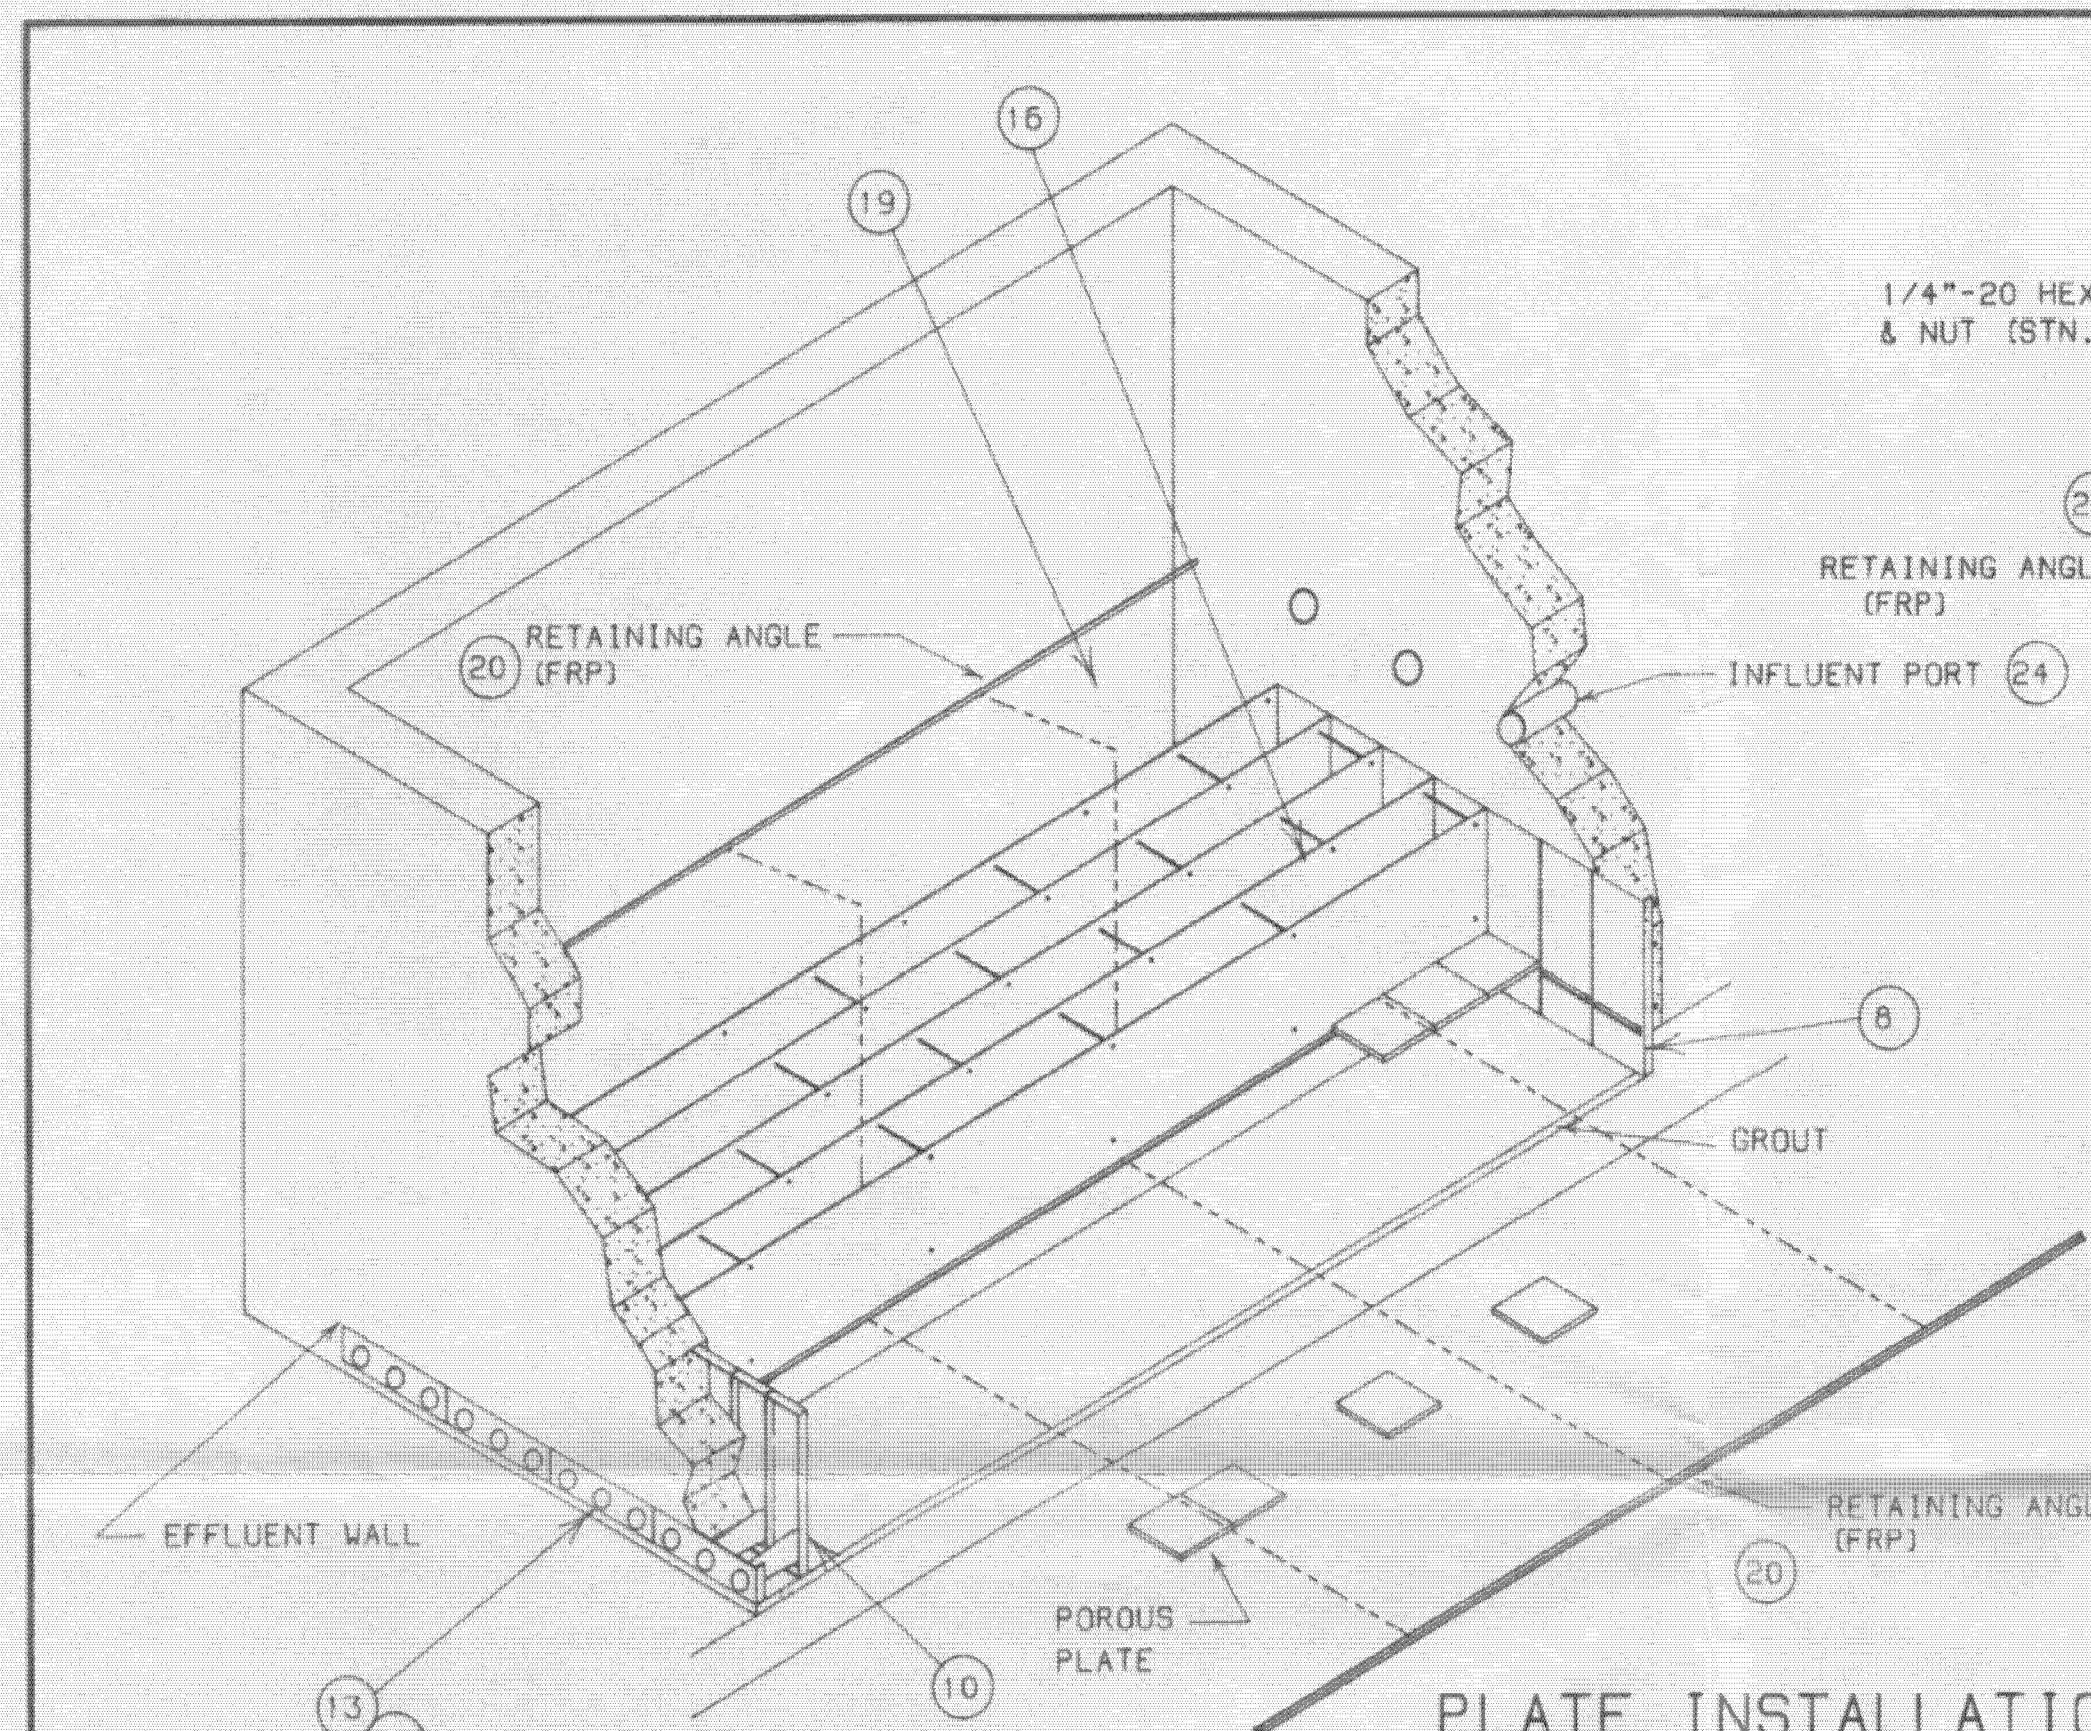 16
19
1/4"-20 HEX
& NUT (STN.
2
RETAINING ANGL
(FRP)
RETAINING ANGLE
20 (FRP)
INFLUENT PORT 24
8
GROUT
EFFLUENT WALL
RETAINING ANGL
(FRP)
20
POROUS
PLATE
10
13
PLATE INSTALLATIO